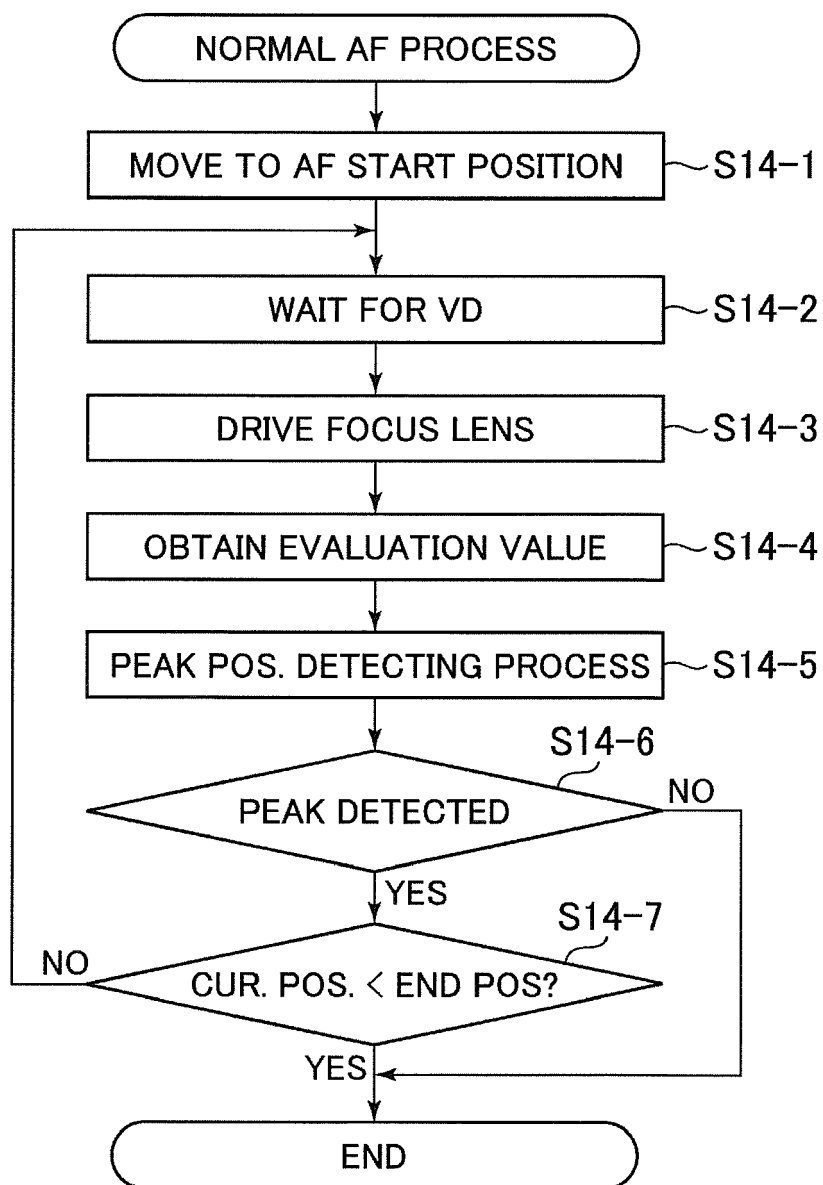 NORMAL AF PROCESS
MOVE TO AF START POSITION
S14-1
WAIT FOR VD
S14-2
DRIVE FOCUS LENS
S14-3
OBTAIN EVALUATION VALUE
S14-4
PEAK POS. DETECTING PROCESS
S14-5
S14-6
PEAK DETECTED
NO
YES
S14-7
NO
CUR. POS. < END POS?
YES
END